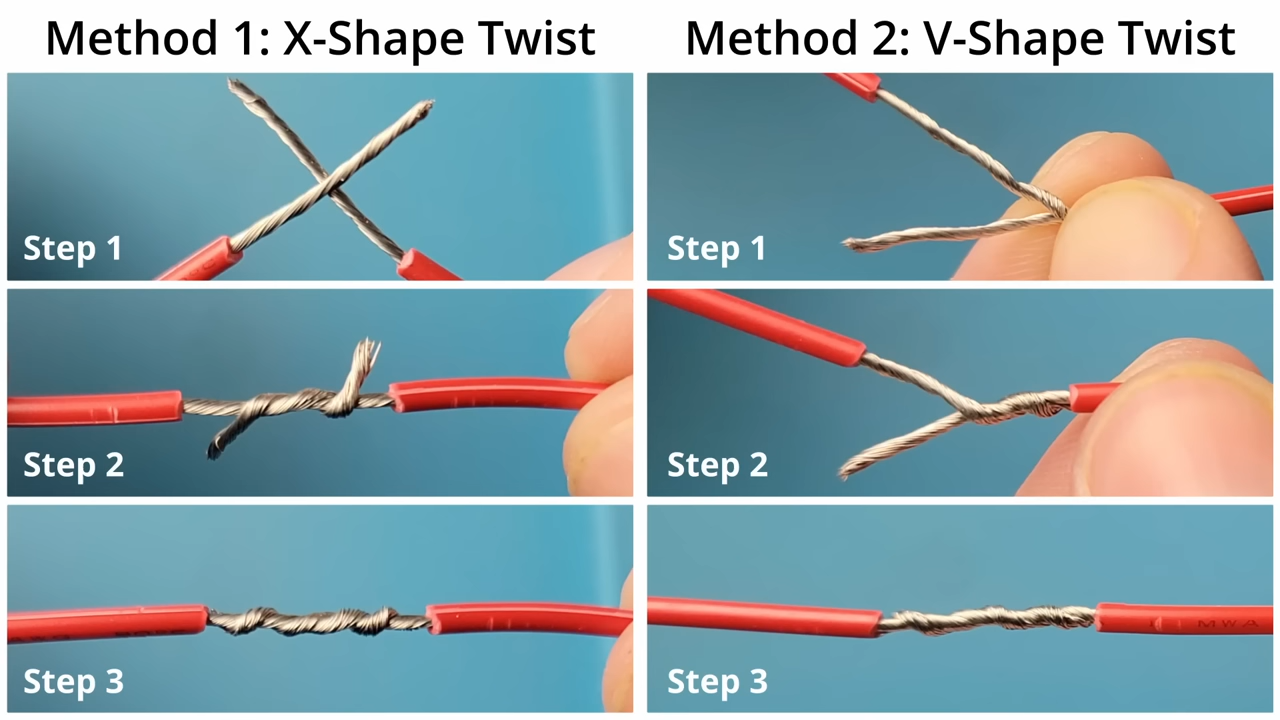 Method 1: X-Shape Twist
Step 1
Step 2
Step 3
Method 2: V-Shape Twist
Step 1
Step 2
Step 3
MWA